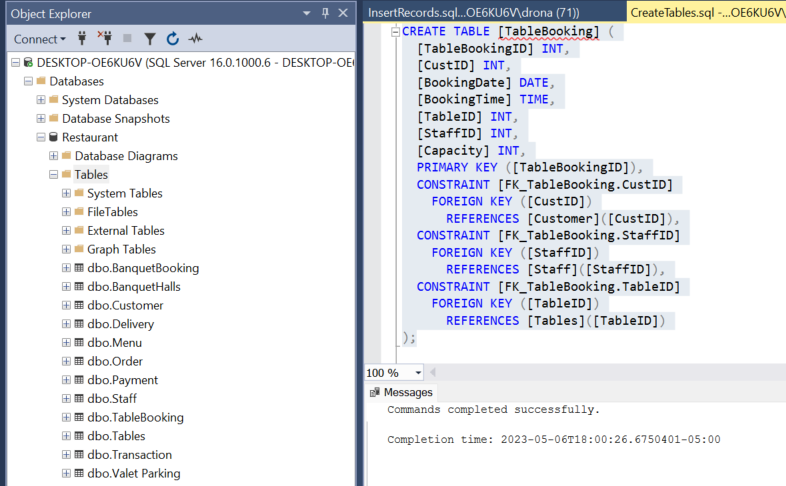 Object Explorer
Connect
DESKTOP-OE6KU6V (SQL Server 16.0.1000.6 - DESKTOP-OE
Databases
System Databases
Database Snapshots
Restaurant
Database Diagrams
Tables
System Tables
FileTables
External Tables
Graph Tables
dbo.BanquetBooking
dbo.BanquetHalls
dbo.Customer
dbo.Delivery
dbo.Menu
dbo.Order
dbo.Payment
dbo.Staff
dbo.TableBooking
dbo.Tables
dbo.Transaction
dbo.Valet Parking
InsertRecords.sql...OE6KU6V\drona (71))
CreateTables.sql -...OE6KU6V\
CREATE TABLE [TableBooking] (
[TableBookingID] INT,
[CustID] INT,
[BookingDate] DATE,
[BookingTime] TIME,
[TableID] INT,
[StaffID] INT,
[Capacity] INT,
PRIMARY KEY ([TableBookingID]),
CONSTRAINT [FK_TableBooking.CustID]
FOREIGN KEY ([CustID])
REFERENCES [Customer]([CustID]),
CONSTRAINT [FK_TableBooking.StaffID]
FOREIGN KEY ([StaffID])
REFERENCES [Staff]([StaffID]),
CONSTRAINT [FK_TableBooking.TableID]
FOREIGN KEY ([TableID])
REFERENCES [Tables]([TableID])
);
100 %
Messages
Commands completed successfully.
Completion time: 2023-05-06T18:00:26.6750401-05:00